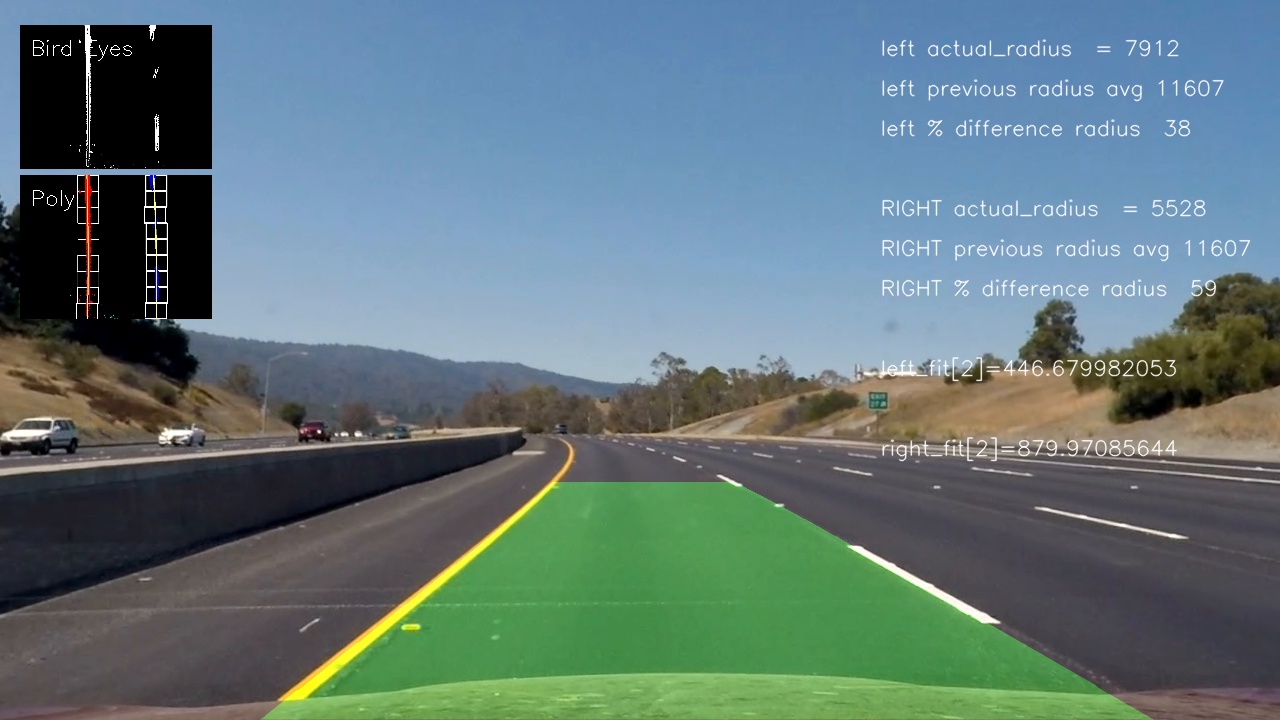 Bird Eyes
Poly
left actual_radius = 7912
left previous radius avg 11607
left % difference radius 38
RIGHT actual_radius = 5528
RIGHT previous radius avg 11607
RIGHT % difference radius 59
left_fit[2]=446.679982053
EXIT
right_fit[2]=879.97085644